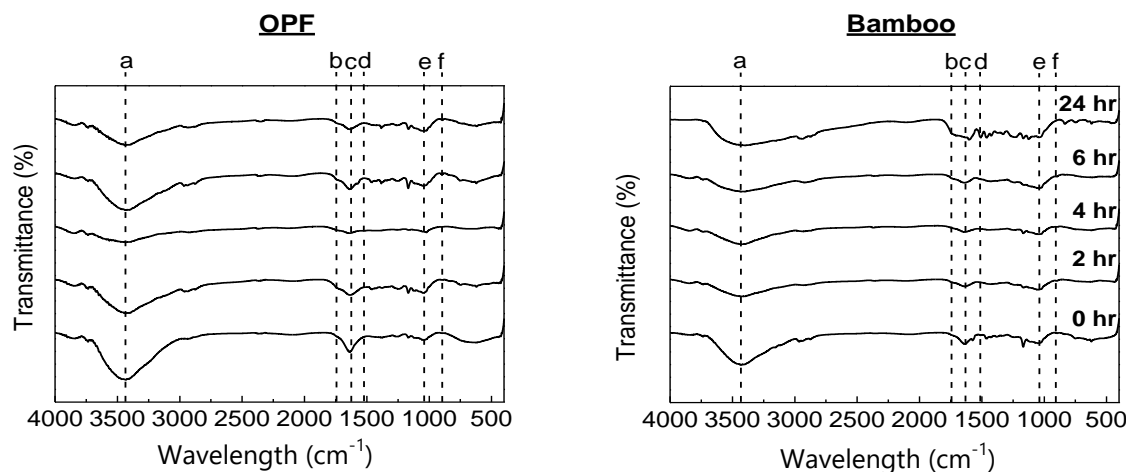 OPF
a b c d e f
Transmittance (%)
4000 3500 3000 2500 2000 1500 1000 500
Wavelength (cm⁻¹)
Bamboo
a b c d e f
24 hr
6 hr
4 hr
2 hr
0 hr
Transmittance (%)
4000 3500 3000 2500 2000 1500 1000 500
Wavelength (cm⁻¹)